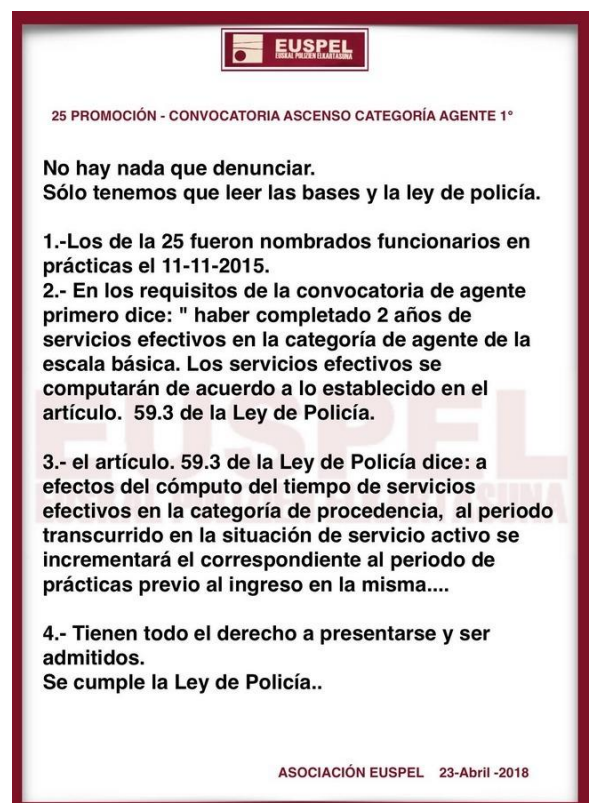 EUSPEL
EUSKAL POLIZIEN ELKARTASUNA
25 PROMOCIÓN - CONVOCATORIA ASCENSO CATEGORÍA AGENTE 1°
No hay nada que denunciar.
Sólo tenemos que leer las bases y la ley de policía.
1.-Los de la 25 fueron nombrados funcionarios en
prácticas el 11-11-2015.
2.- En los requisitos de la convocatoria de agente
primero dice: " haber completado 2 años de
servicios efectivos en la categoría de agente de la
escala básica. Los servicios efectivos se
computarán de acuerdo a lo establecido en el
artículo.  59.3 de la Ley de Policía.
3.- el artículo. 59.3 de la Ley de Policía dice: a
efectos del cómputo del tiempo de servicios
efectivos en la categoría de procedencia,  al periodo
transcurrido en la situación de servicio activo se
incrementará el correspondiente al periodo de
prácticas previo al ingreso en la misma....
4.- Tienen todo el derecho a presentarse y ser
admitidos.
Se cumple la Ley de Policía..
EUSPEL
EUSKAL POLIZIEN ELKARTASUNA
ASOCIACIÓN EUSPEL    23-Abril -2018